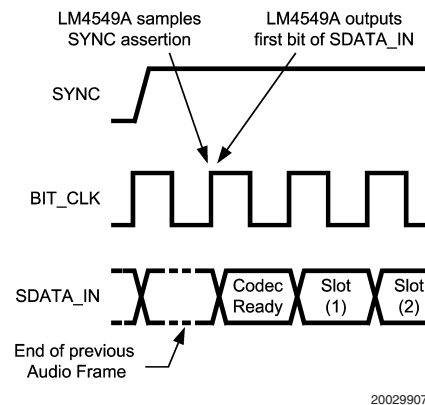 LM4549A samples
SYNC assertion
LM4549A outputs
first bit of SDATA_IN
SYNC
BIT_CLK
SDATA_IN
Codec
Ready
Slot
(1)
Slot
(2)
End of previous
Audio Frame
20029907